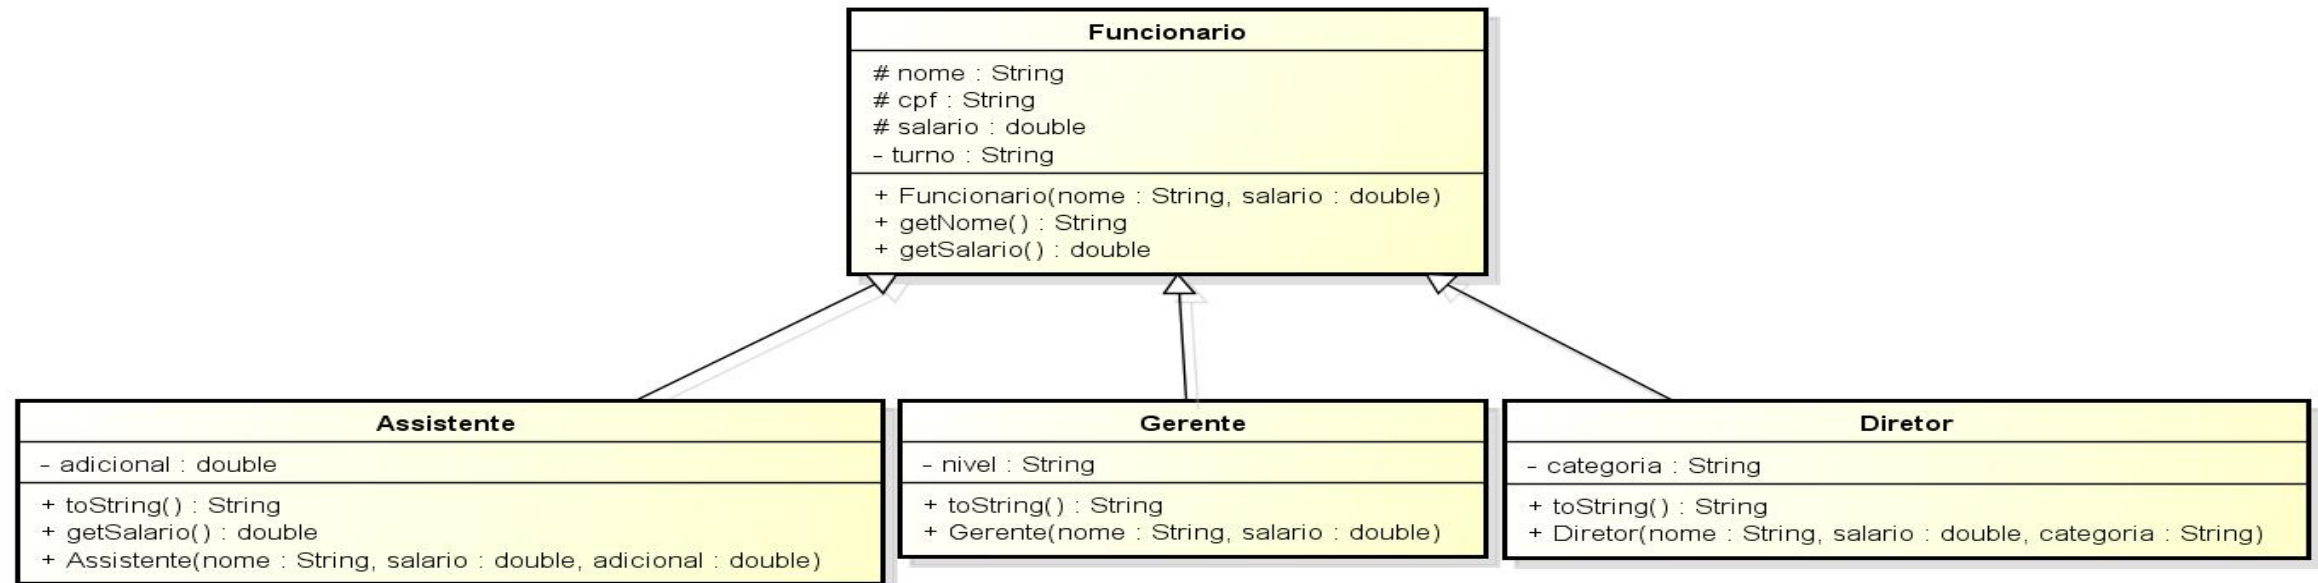 Funcionario
# nome : String
# cpf : String
# salario : double
- turno : String
+ Funcionario(nome : String, salario : double)
+ getNome() : String
+ getSalario() : double
Assistente
- adicional : double
+ toString() : String
+ getSalario() : double
+ Assistente(nome : String, salario : double, adicional : double)
Gerente
- nivel : String
+ toString() : String
+ Gerente(nome : String, salario : double)
Diretor
- categoria : String
+ toString() : String
+ Diretor(nome : String, salario : double, categoria : String)